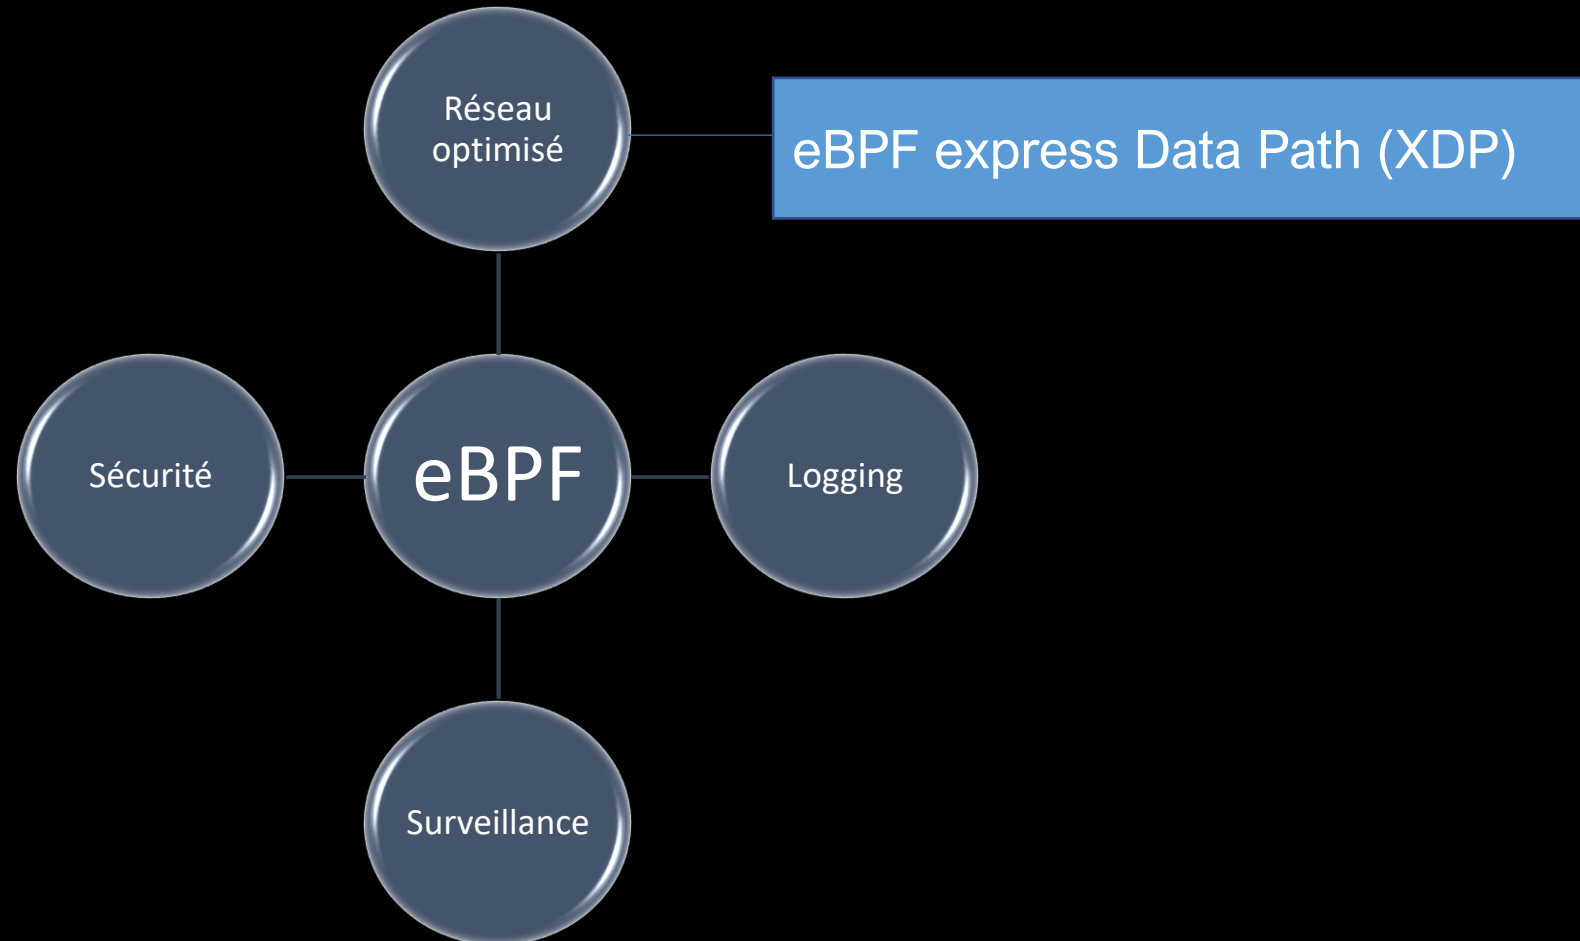 Réseau
optimisé
eBPF express Data Path (XDP)
Sécurité
eBPF
Logging
Surveillance